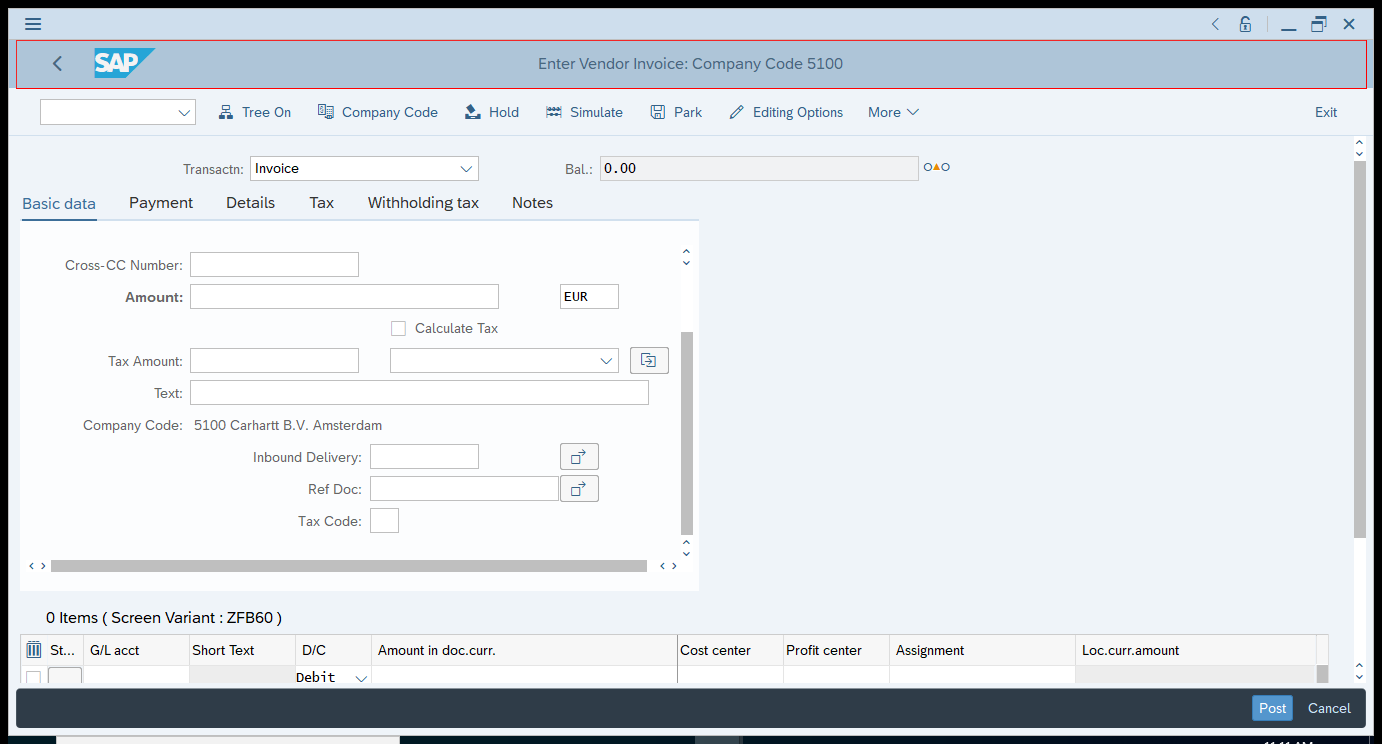 SAP
Enter Vendor Invoice: Company Code 5100
Tree On Company Code Hold Simulate Park Editing Options More Exit
Transactn: Invoice Bal.: 0.00
Basic data Payment Details Tax Withholding tax Notes
Cross-CC Number:
Amount: EUR
Calculate Tax
Tax Amount:
Text:
Company Code: 5100 Carhartt B.V. Amsterdam
Inbound Delivery:
Ref Doc:
Tax Code:
0 Items ( Screen Variant : ZFB60 )
St... G/L acct Short Text D/C Amount in doc.curr. Cost center Profit center Assignment Loc.curr.amount
Debit
Post Cancel